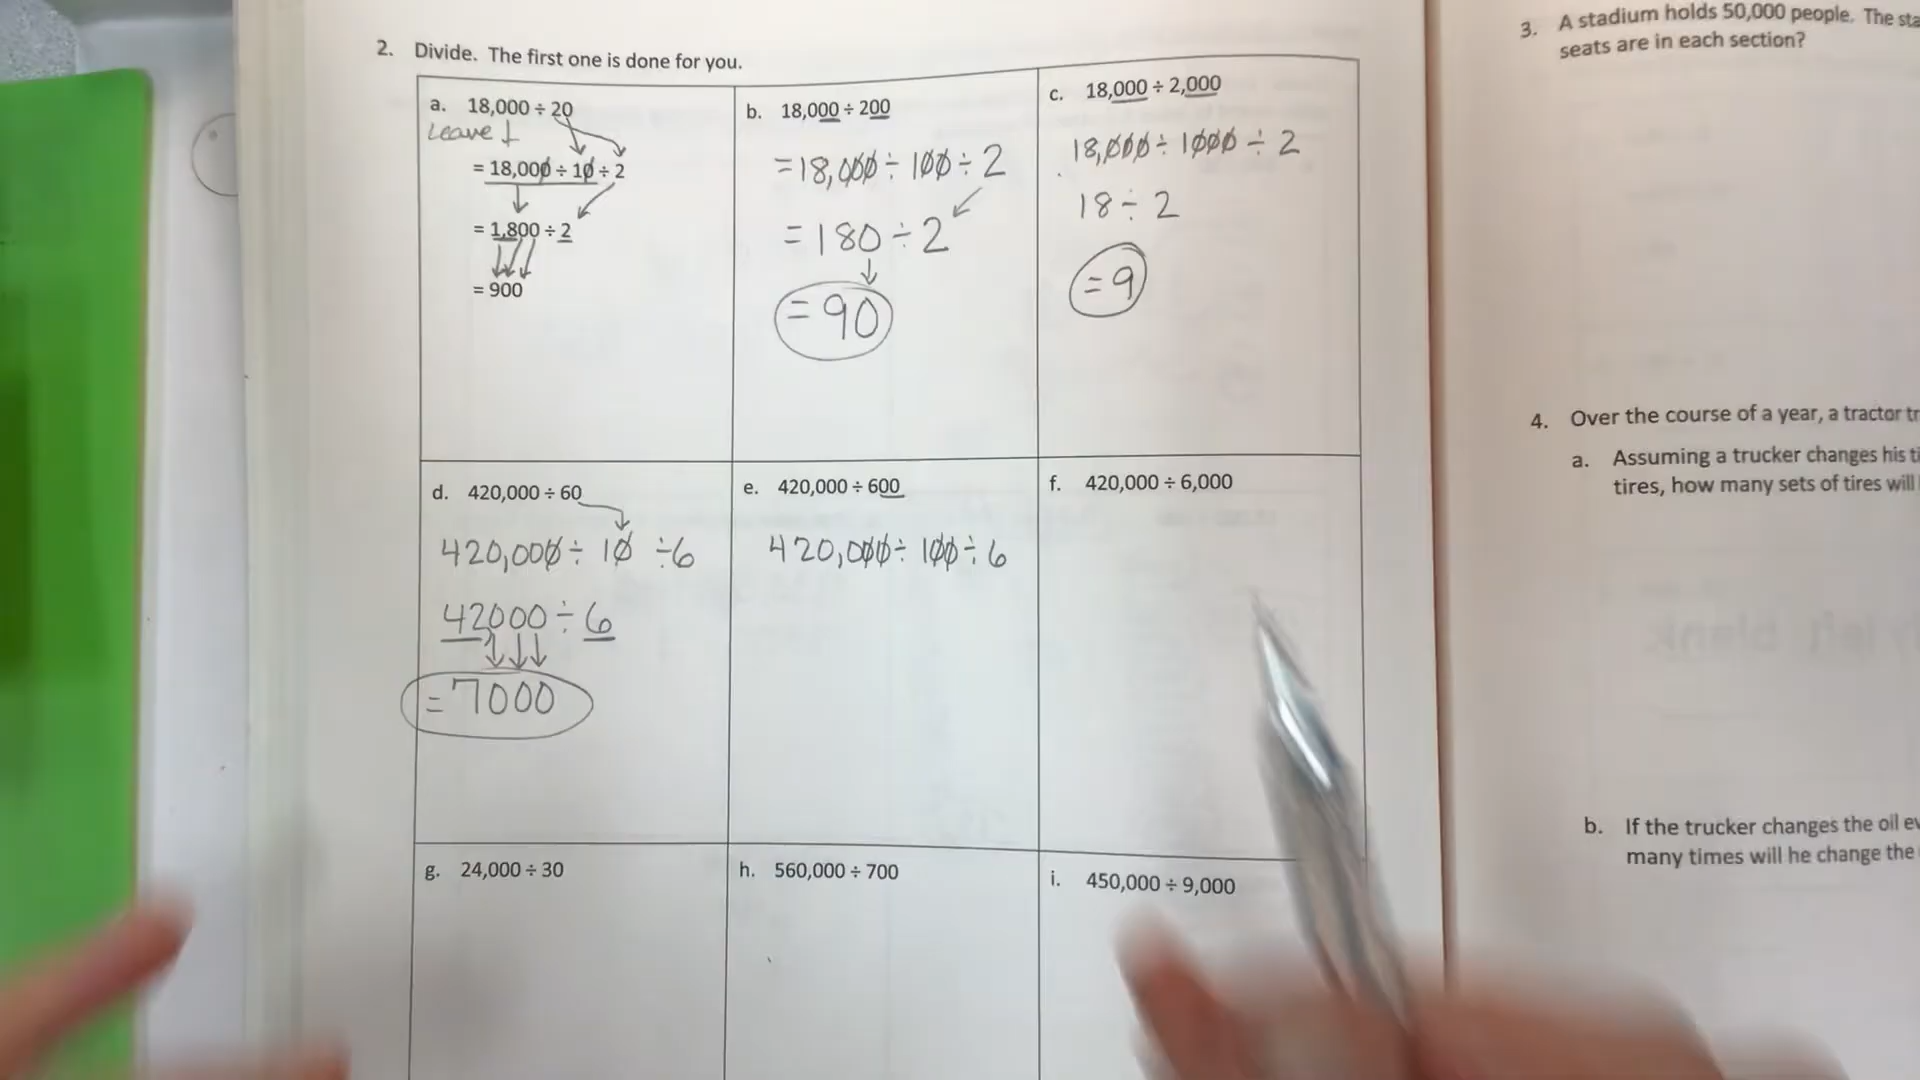 2. Divide. The first one is done for you.
a. 18,000 ÷ 20
Leave
= 18,000 ÷ 10 ÷ 2
= 1,800 ÷ 2
= 900
b. 18,000 ÷ 200
= 18,000 ÷ 100 ÷ 2
= 180 ÷ 2
= 90
c. 18,000 ÷ 2,000
18,000 ÷ 1000 ÷ 2
18 ÷ 2
= 9
d. 420,000 ÷ 60
420,000 ÷ 10 ÷ 6
42000 ÷ 6
= 7000
e. 420,000 ÷ 600
420,000 ÷ 100 ÷ 6
f. 420,000 ÷ 6,000
g. 24,000 ÷ 30
h. 560,000 ÷ 700
i. 450,000 ÷ 9,000
3. A stadium holds 50,000 people. The
seats are in each section?
4. Over the course of a year, a tractor
a. Assuming a trucker changes his
tires, how many sets of tires will
b. If the trucker changes the oil
many times will he change the